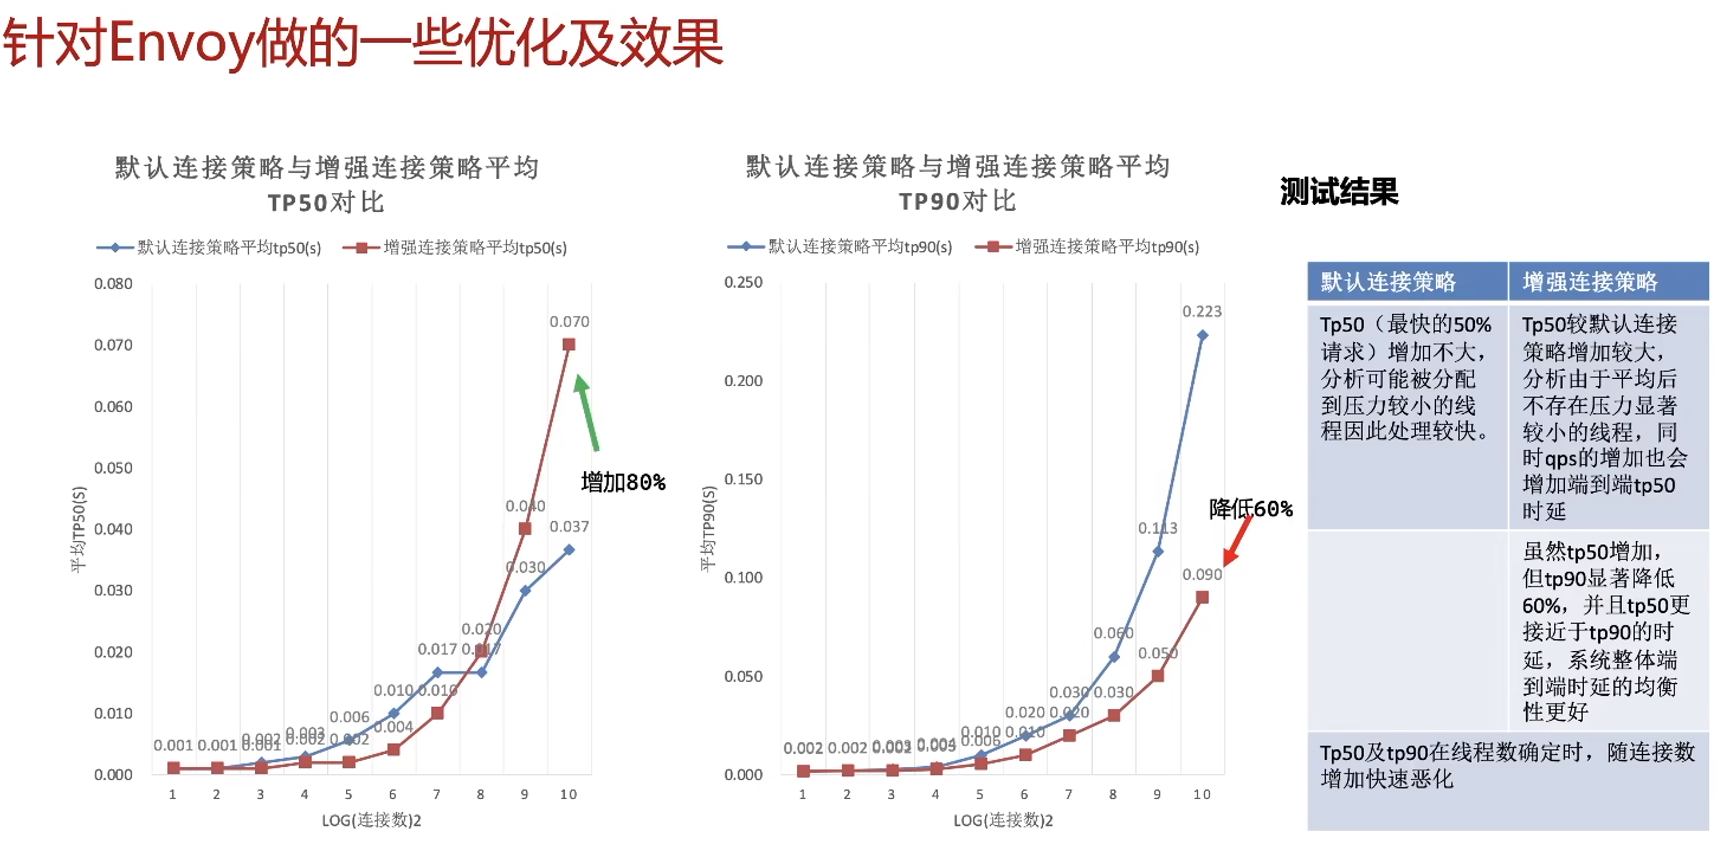 针对Envoy做的一些优化及效果
默认连接策略与增强连接策略平均
TP50对比
默认连接策略平均tp50(s)
增强连接策略平均tp50(s)
0.080
0.070
0.060
0.050
0.040
0.030
0.020
0.010
0.000
平均TP50(S)
0.001
0.001
0.002
0.001
0.003
0.002
0.006
0.002
0.010
0.004
0.017
0.010
0.020
0.017
0.040
0.030
0.070
0.037
增加80%
1 2 3 4 5 6 7 8 9 10
LOG(连接数)2
默认连接策略与增强连接策略平均
TP90对比
默认连接策略平均tp90(s)
增强连接策略平均tp90(s)
0.250
0.200
0.150
0.100
0.050
0.000
平均TP90(S)
0.002
0.002
0.003
0.002
0.004
0.003
0.010
0.006
0.020
0.010
0.030
0.020
0.060
0.030
0.113
0.050
0.223
0.090
降低60%
1 2 3 4 5 6 7 8 9 10
LOG(连接数)2
测试结果
默认连接策略
增强连接策略
Tp50（最快的50%
请求）增加不大，
分析可能被分配
到压力较小的线
程因此处理较快。
Tp50较默认连接
策略增加较大，
分析由于平均后
不存在压力显著
较小的线程，同
时qps的增加也会
增加端到端tp50
时延
虽然tp50增加，
但tp90显著降低
60%，并且tp50更
接近于tp90的时
延，系统整体端
到端时延的均衡
性更好
Tp50及tp90在线程数确定时，随连接数
增加快速恶化